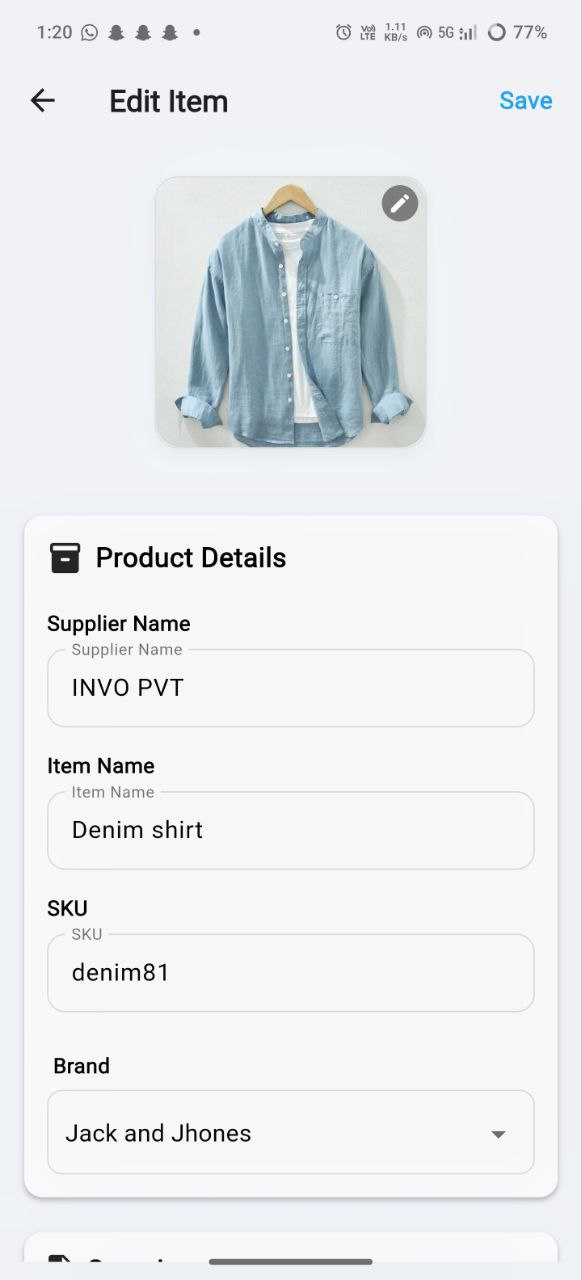 1:20 Vo) LTE 1.11 KB/s 5G 77%
Edit Item Save
Product Details
Supplier Name
Supplier Name
INVO PVT
Item Name
Item Name
Denim shirt
SKU
SKU
denim81
Brand
Jack and Jhones